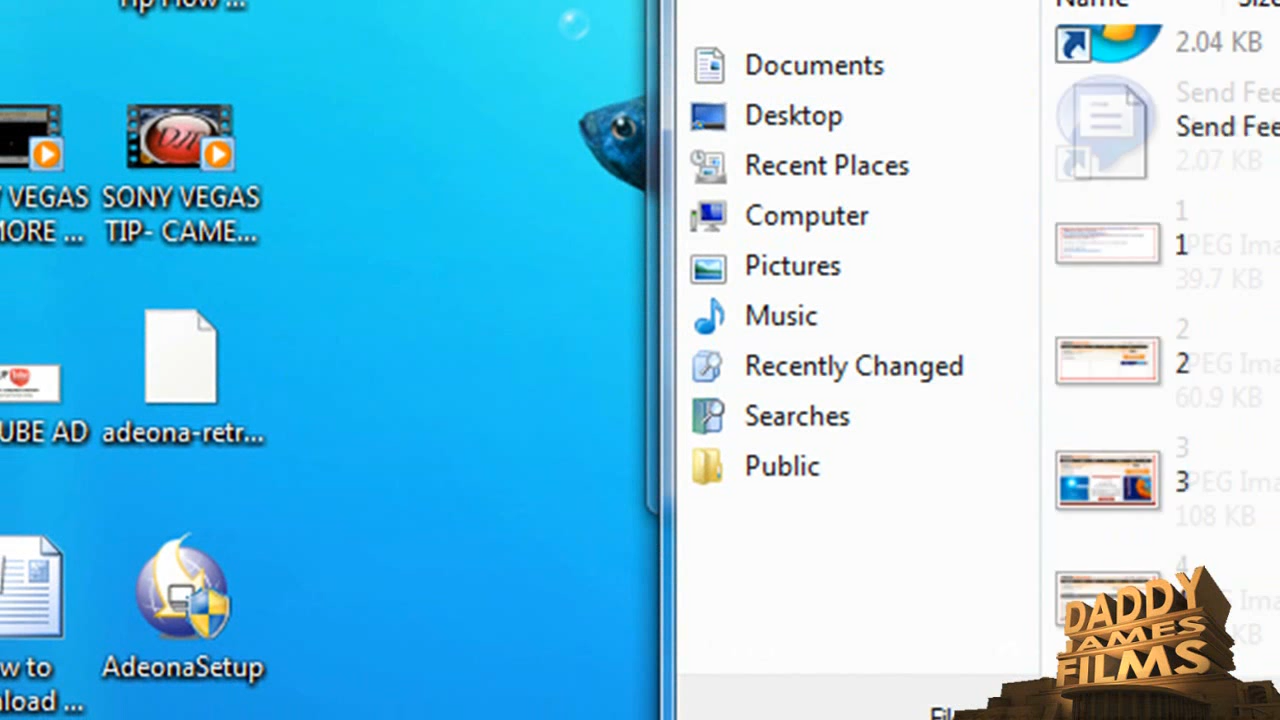 Tip How ...
VEGAS
MORE ...
SONY VEGAS
TIP- CAME...
UBE AD
adeona-retr...
w to
load ...
AdeonaSetup
Documents
Desktop
Recent Places
Computer
Pictures
Music
Recently Changed
Searches
Public
Name
Size
2.04 KB
Send Fee
Send Fee
2.07 KB
1
1
PEG Ima
39.7 KB
2
2
PEG Ima
60.9 KB
3
3
PEG Ima
108 KB
4
Ima
KB
DADDY
JAMES
FILMS